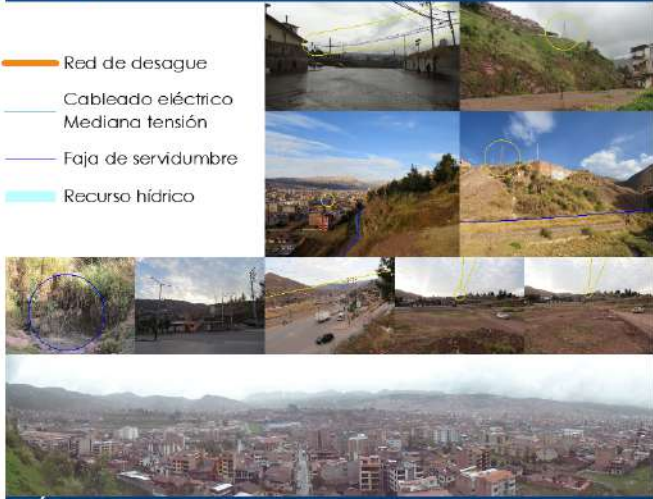 Red de desague
Cableado eléctrico
Mediana tensión
Faja de servidumbre
Recurso hídrico